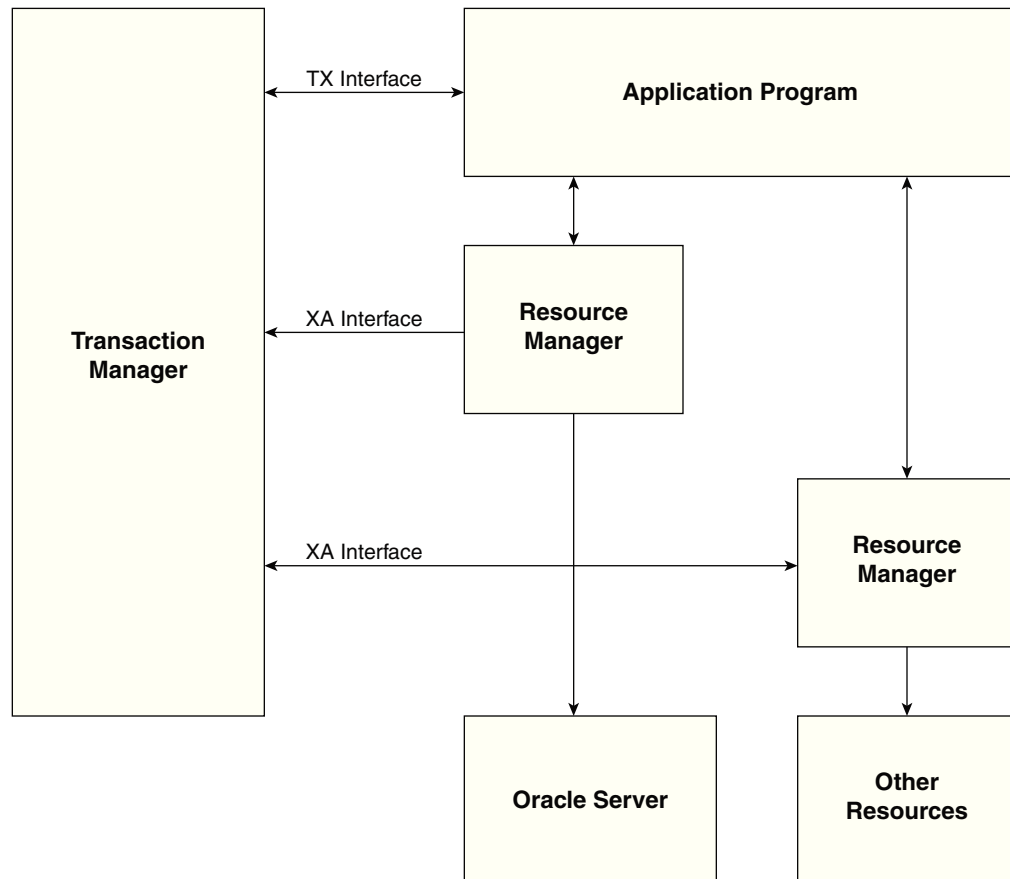 TX Interface
Application Program
XA Interface
Resource
Manager
Transaction
Manager
XA Interface
Resource
Manager
Oracle Server
Other
Resources